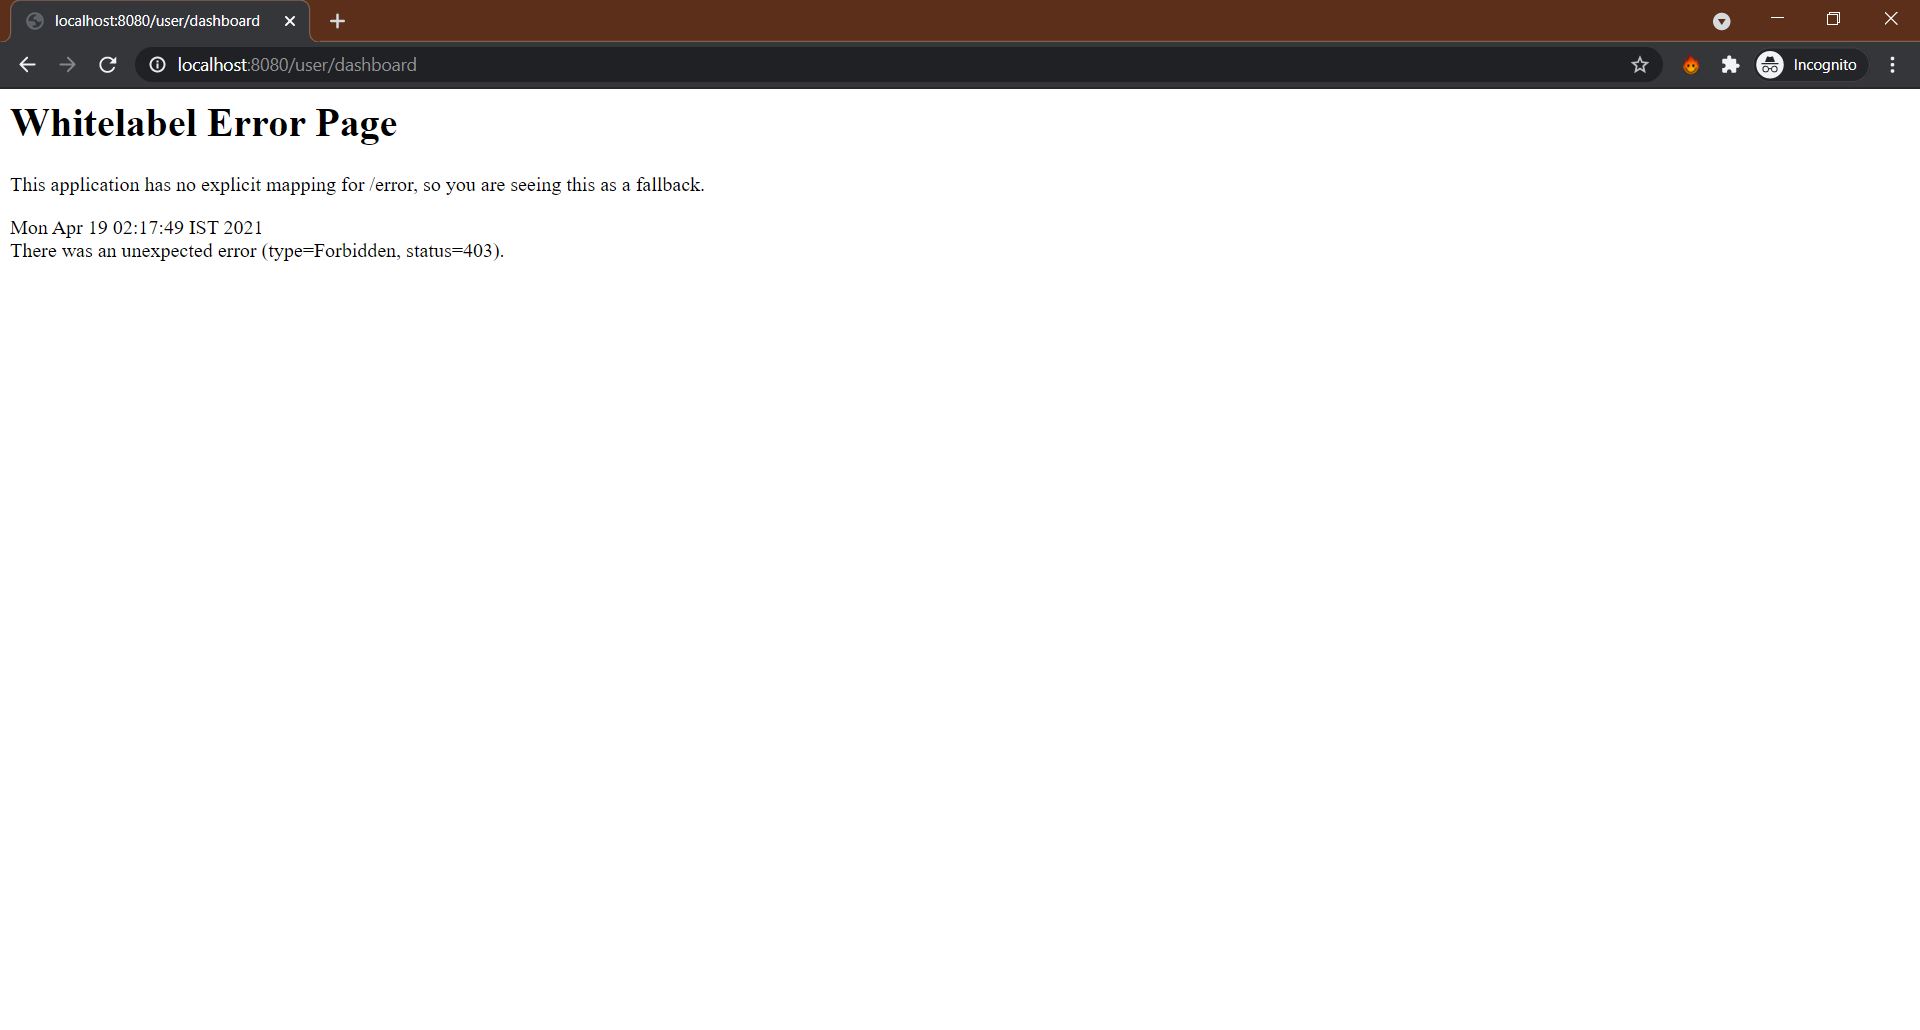 localhost:8080/user/dashboard
localhost:8080/user/dashboard
Incognito
Whitelabel Error Page
This application has no explicit mapping for /error, so you are seeing this as a fallback.
Mon Apr 19 02:17:49 IST 2021
There was an unexpected error (type=Forbidden, status=403).